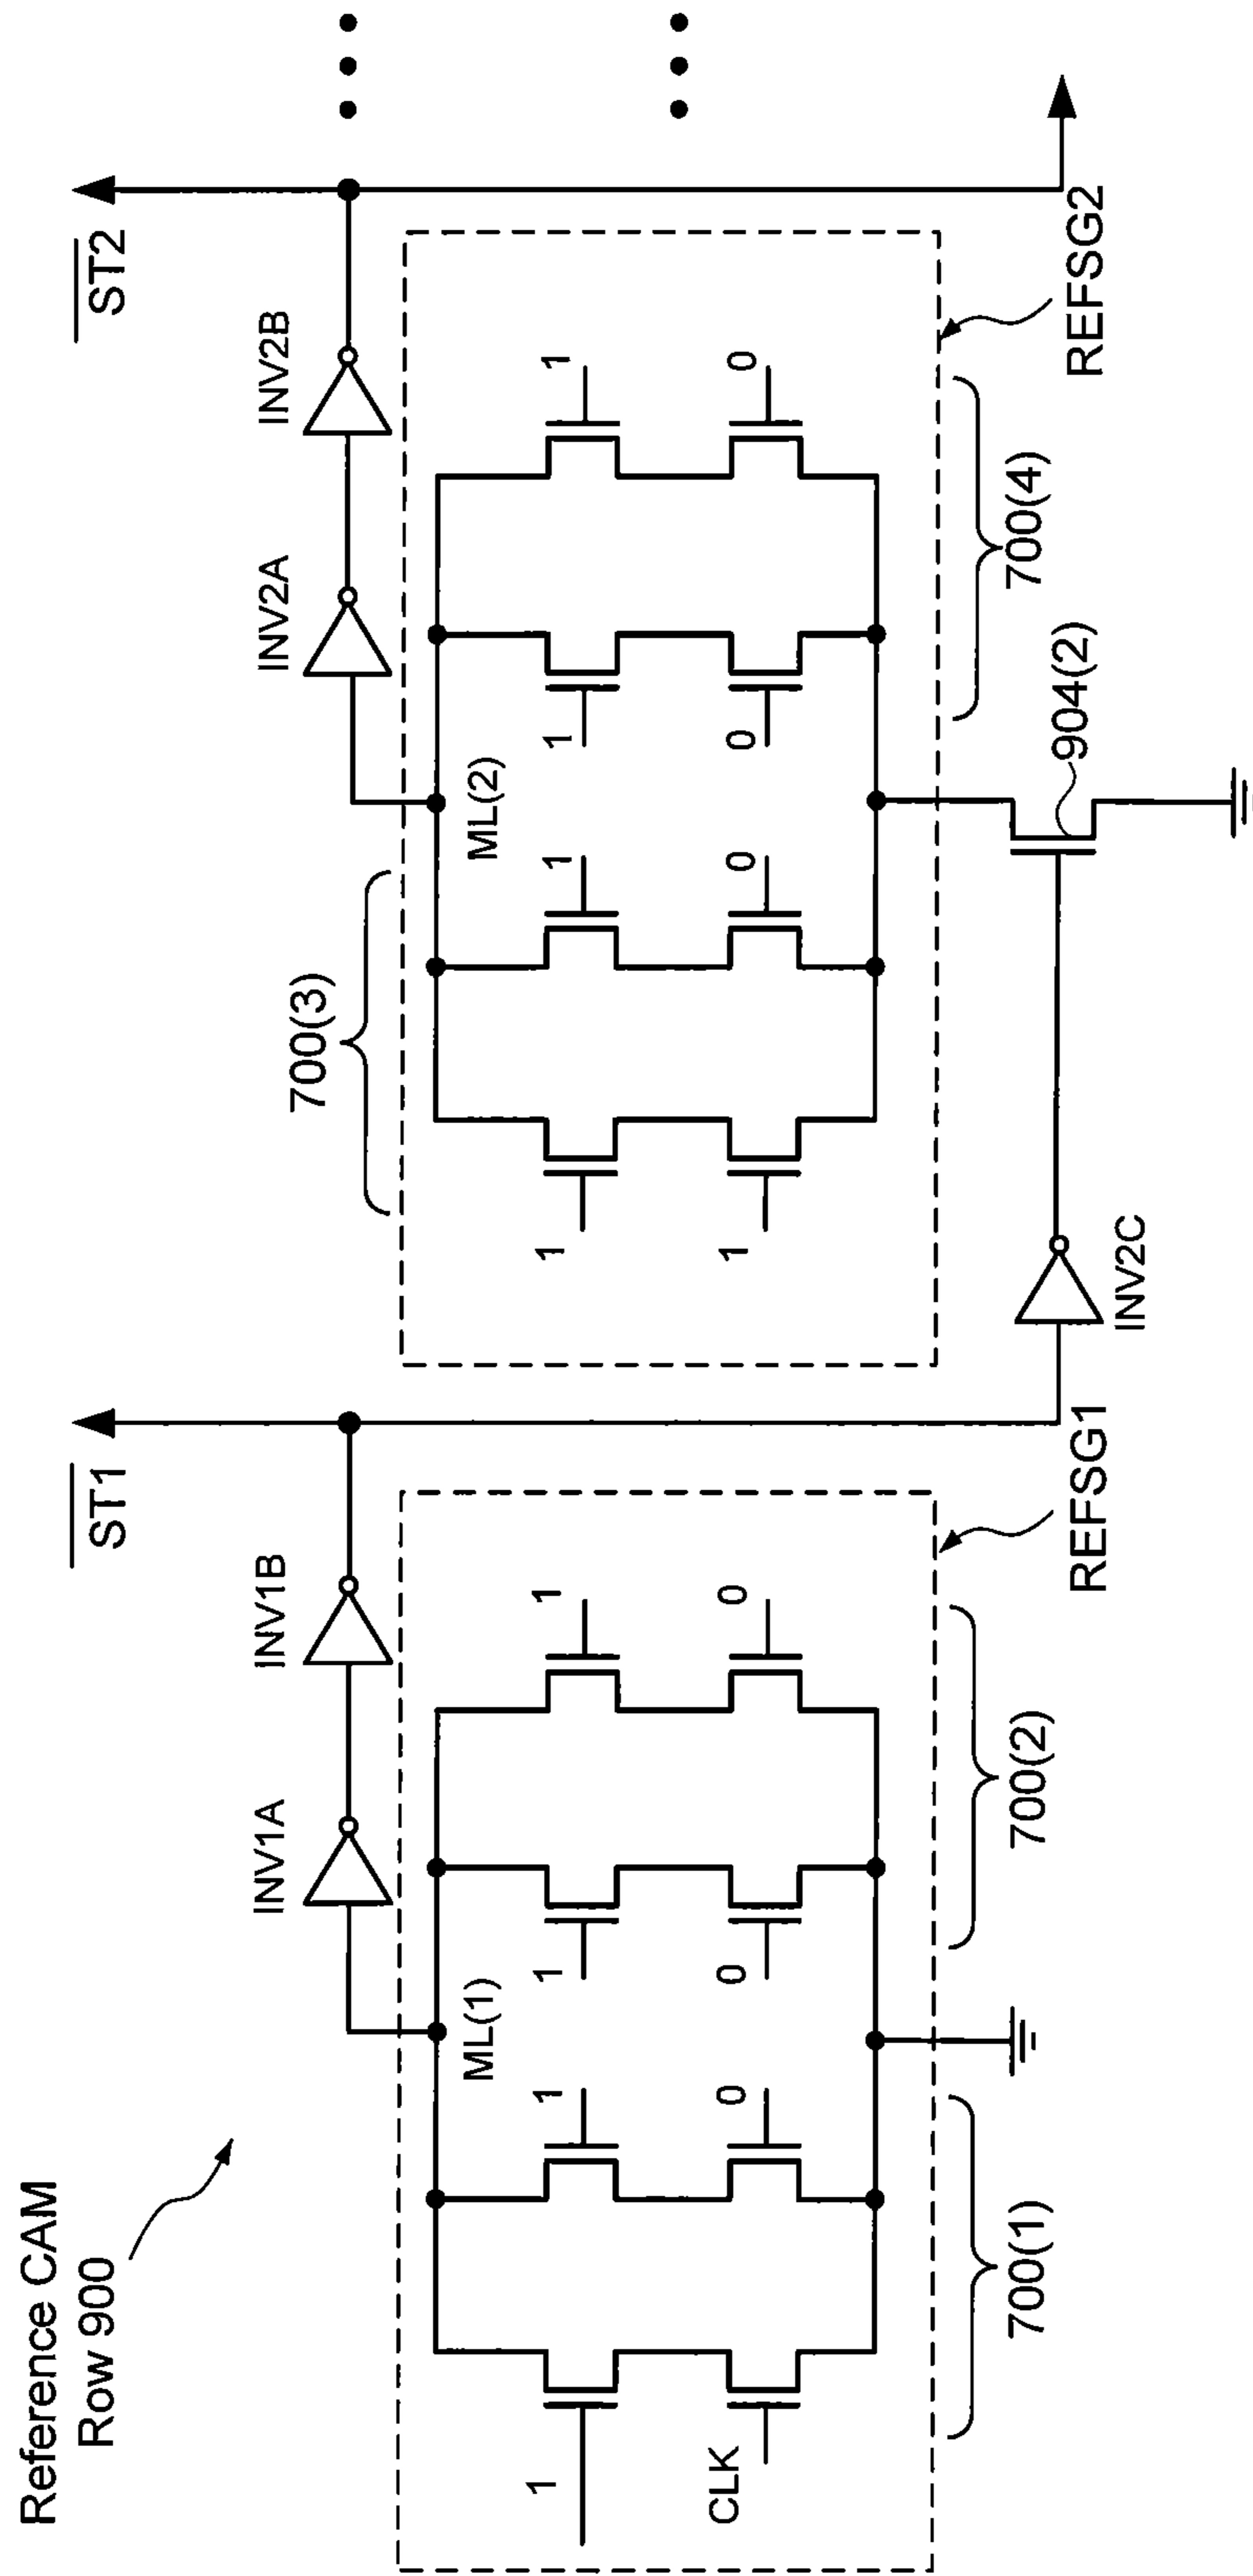 Reference CAM
Row 900
ST1
ST2
INV1A
INV1B
INV2A
INV2B
700(3)
ML(1)
ML(2)
1
1
1
1
1
1
1
1
CLK
0
0
0
1
0
0
0
700(1)
700(2)
REFSG1
INV2C
904(2)
700(4)
REFSG2